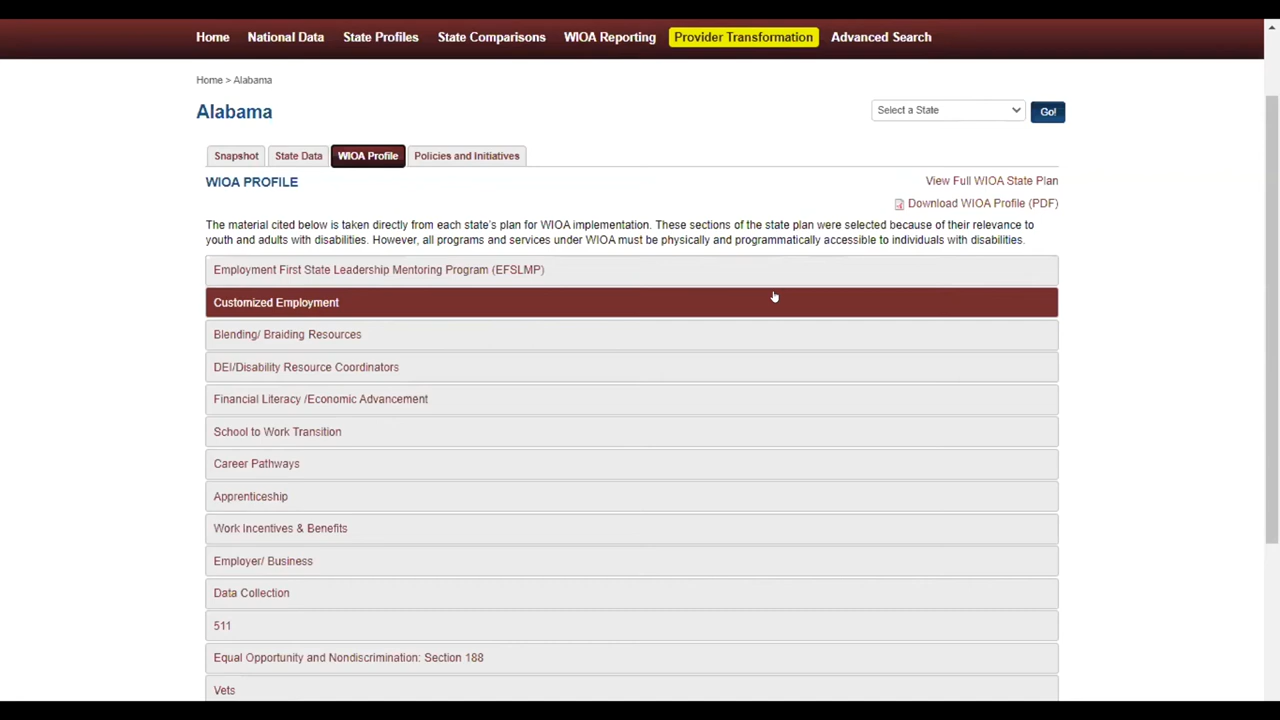 Home National Data State Profiles State Comparisons WIOA Reporting Provider Transformation Advanced Search
Home > Alabama
Alabama
Select a State
Go!
Snapshot State Data WIOA Profile Policies and Initiatives
WIOA PROFILE
View Full WIOA State Plan
Download WIOA Profile (PDF)
The material cited below is taken directly from each state's plan for WIOA implementation. These sections of the state plan were selected because of their relevance to
youth and adults with disabilities. However, all programs and services under WIOA must be physically and programmatically accessible to individuals with disabilities.
Employment First State Leadership Mentoring Program (EFSLMP)
Customized Employment
Blending/ Braiding Resources
DEI/Disability Resource Coordinators
Financial Literacy /Economic Advancement
School to Work Transition
Career Pathways
Apprenticeship
Work Incentives & Benefits
Employer/ Business
Data Collection
511
Equal Opportunity and Nondiscrimination: Section 188
Vets